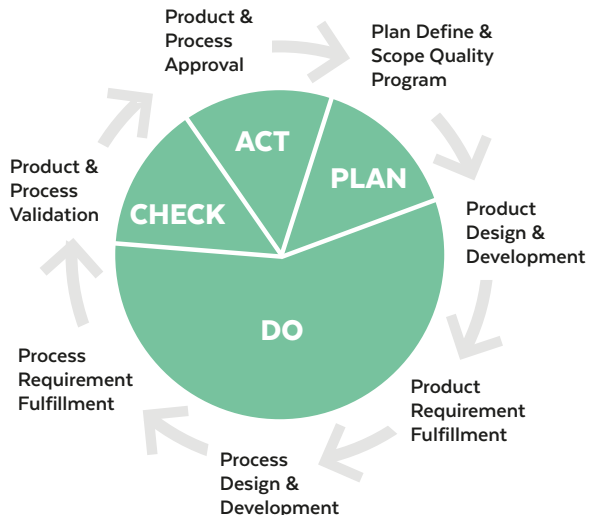 Product &
Process
Approval
Plan Define &
Scope Quality
Program
ACT
PLAN
Product &
Process
Validation
CHECK
Product
Design &
Development
DO
Process
Requirement
Fulfillment
Product
Requirement
Fulfillment
Process
Design &
Development